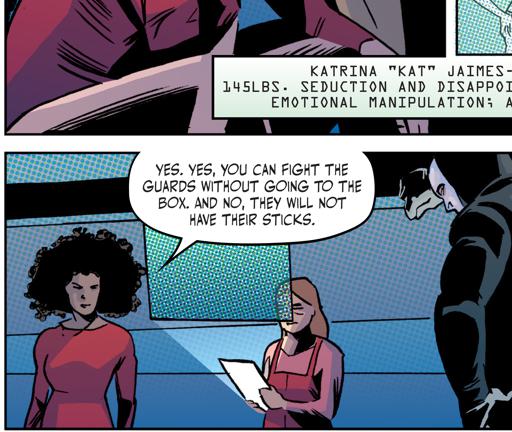 KATRINA "KAT" JAIMES-
145LBS. SEDUCTION AND DISAPPOI
EMOTIONAL MANIPULATION; A
YES. YES, YOU CAN FIGHT THE
GUARDS WITHOUT GOING TO THE
BOX. AND NO, THEY WILL NOT
HAVE THEIR STICKS.